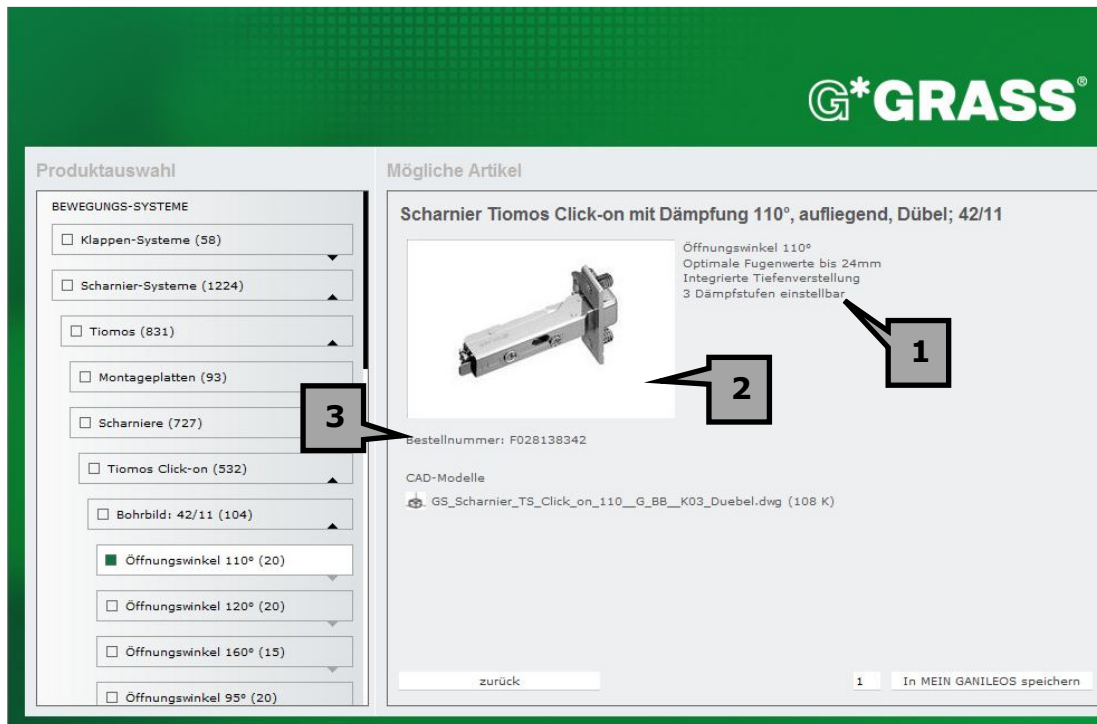 G*GRASS®
Produktauswahl
BEWEGUNGS-SYSTEME
Klappen-Systeme (58)
Scharnier-Systeme (1224)
Tiomos (831)
Montageplatten (93)
Scharniere (727)
Tiomos Click-on (532)
Bohrbild: 42/11 (104)
Öffnungswinkel 110° (20)
Öffnungswinkel 120° (20)
Öffnungswinkel 160° (15)
Öffnungswinkel 95° (20)
Mögliche Artikel
Scharnier Tiomos Click-on mit Dämpfung 110°, aufliegend, Dübel; 42/11
Öffnungswinkel 110°
Optimale Fugenwerte bis 24mm
Integrierte Tiefenverstellung
3 Dämpfstufen einstellbar
1
2
3
Bestellnummer: F028138342
CAD-Modelle
GS_Scharnier_TS_Click_on_110__G_BB__K03_Duebel.dwg (108 K)
zurück
1
In MEIN GANILEOS speichern